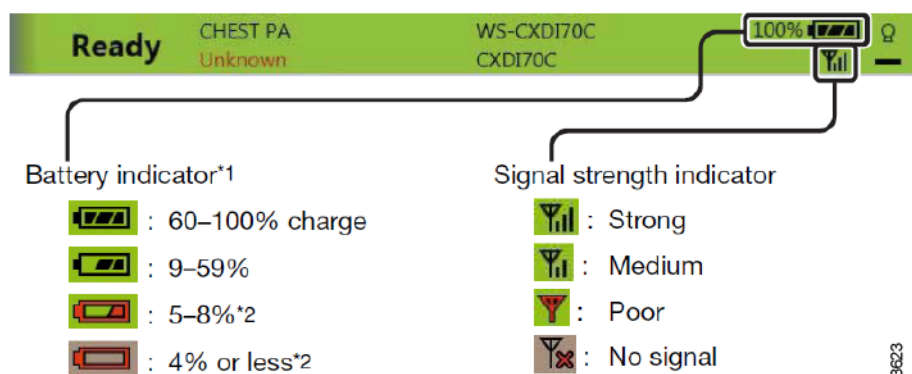 Ready CHEST PA WS-CXDI70C 100%
Unknown CXDI70C
Battery indicator*1 Signal strength indicator
: 60–100% charge : Strong
: 9–59% : Medium
: 5–8%*2 : Poor
: 4% or less*2 : No signal